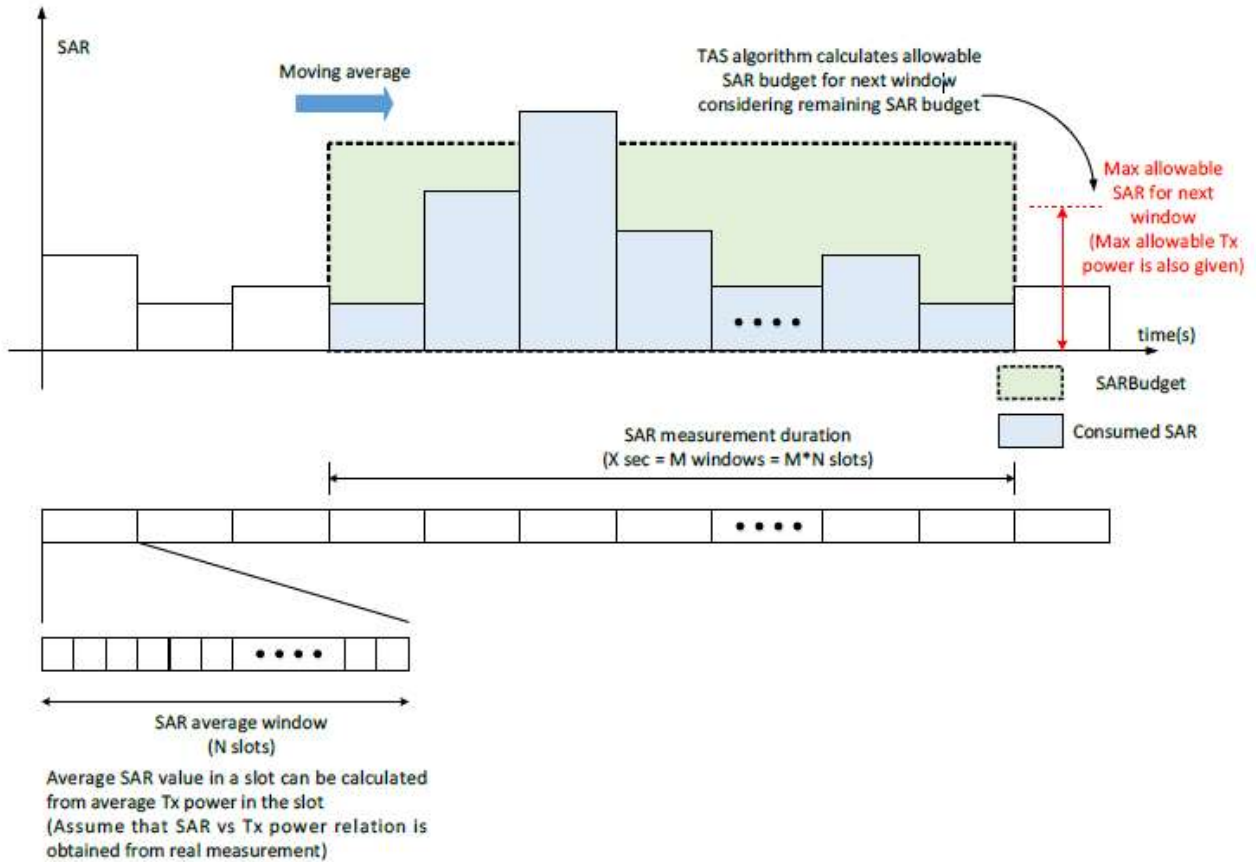 SAR
Moving average
TAS algorithm calculates allowable
SAR budget for next window
considering remaining SAR budget
Max allowable
SAR for next
window
(Max allowable Tx
power is also given)
time(s)
SARBudget
Consumed SAR
SAR measurement duration
(X sec = M windows = M*N slots)
SAR average window
(N slots)
Average SAR value in a slot can be calculated
from average Tx power in the slot
(Assume that SAR vs Tx power relation is
obtained from real measurement)